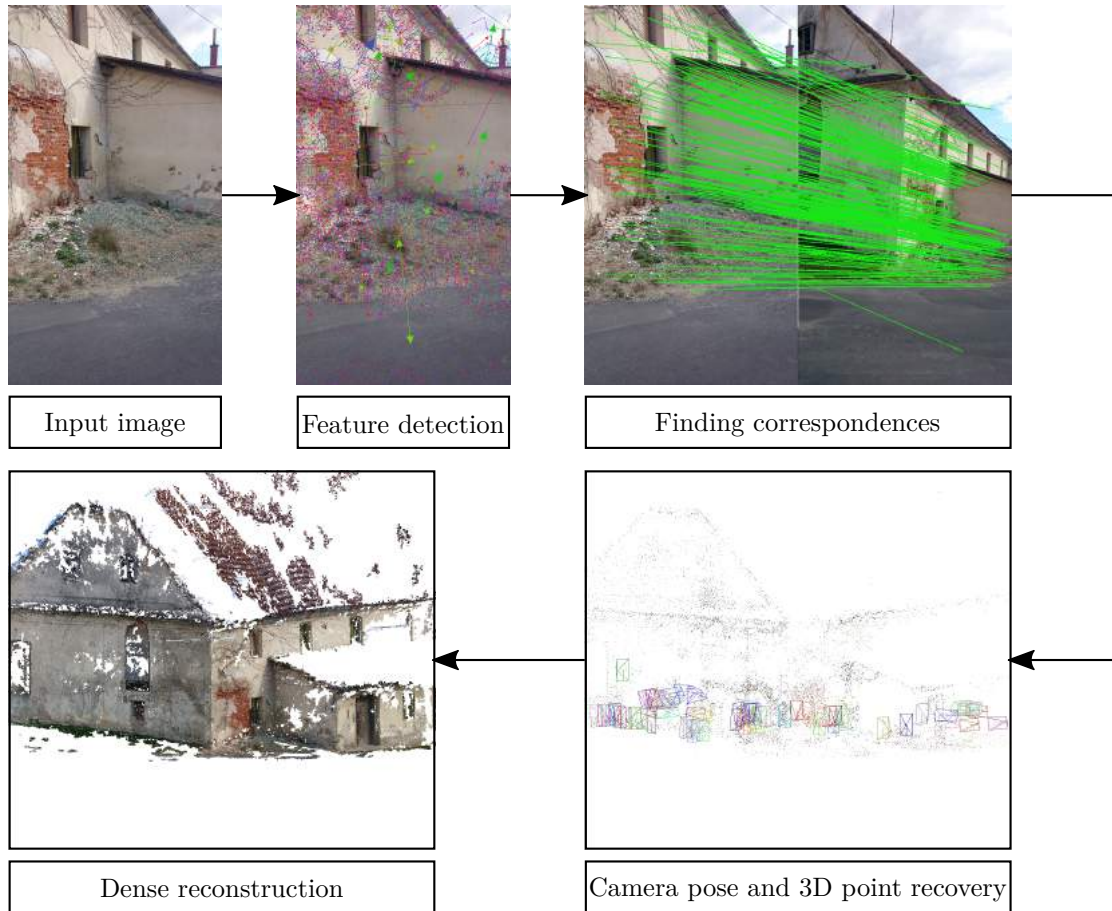 Input image
Feature detection
Finding correspondences
Dense reconstruction
Camera pose and 3D point recovery